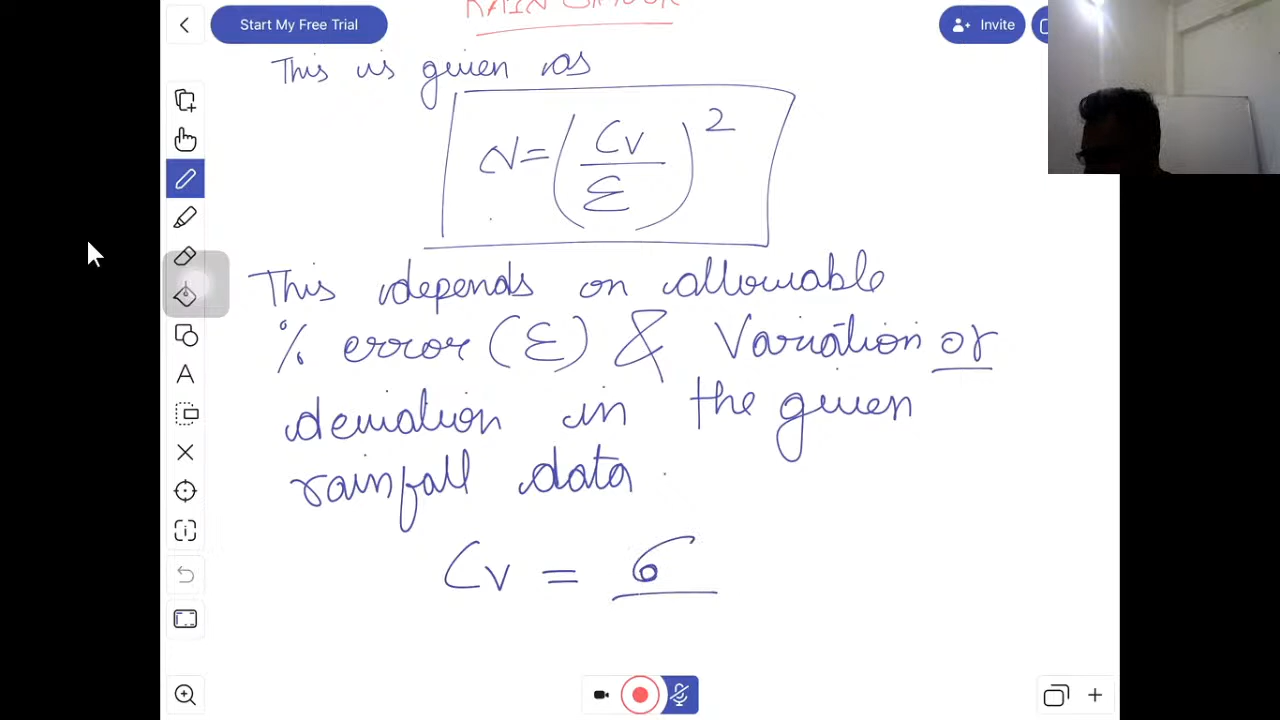 Start My Free Trial
Invite
This is given as
N = (Cv / Ɛ)²
This depends on allowable
% error (Ɛ) & Variation or
deviation in the given
rainfall data.
Cv = σ